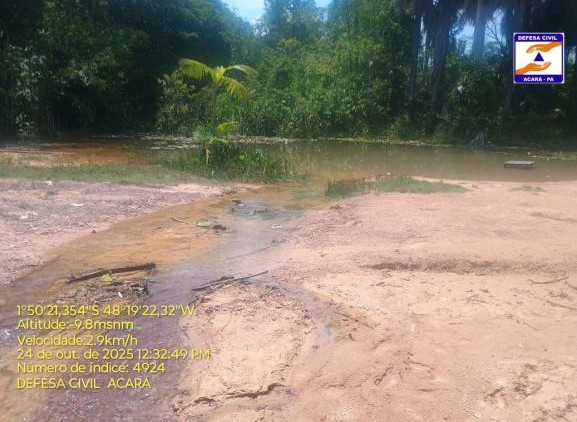 DEFESA CIVIL
ACARÁ - PA
1°50'21,354"S 48°19'22,32"W
Altitude:-9.8msnm
Velocidade:2.9km/h
24 de out. de 2025 12:32:49 PM
Número de índice: 4924
DEFESA CIVIL ACARÁ